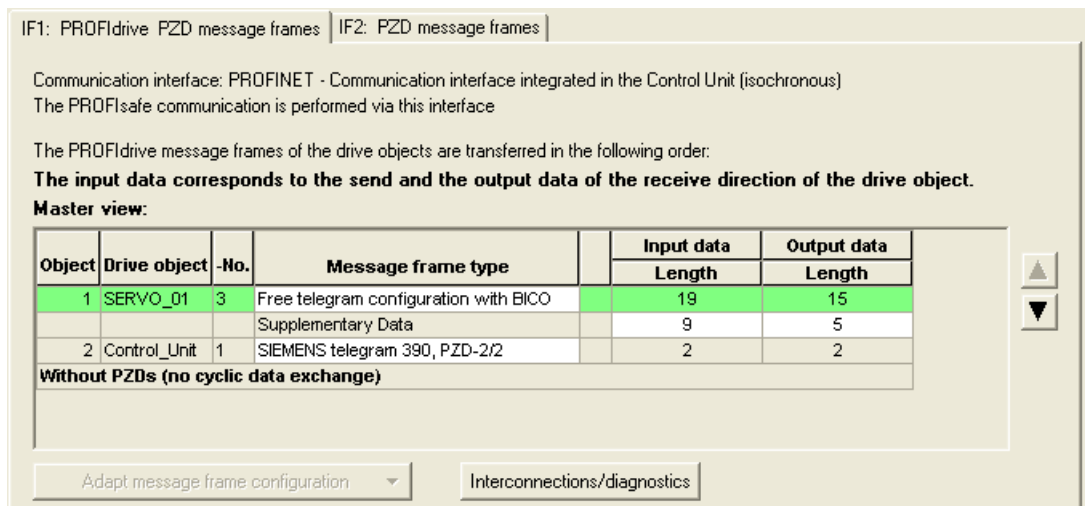 IF1: PROFIdrive PZD message frames IF2: PZD message frames
Communication interface: PROFINET - Communication interface integrated in the Control Unit (isochronous)
The PROFIsafe communication is performed via this interface
The PROFIdrive message frames of the drive objects are transferred in the following order:
The input data corresponds to the send and the output data of the receive direction of the drive object.
Master view:
Object Drive object -No. Message frame type Input data Output data
Length Length
1 SERVO_01 3 Free telegram configuration with BICO 19 15
Supplementary Data 9 5
2 Control_Unit 1 SIEMENS telegram 390, PZD-2/2 2 2
Without PZDs (no cyclic data exchange)
Adapt message frame configuration Interconnections/diagnostics